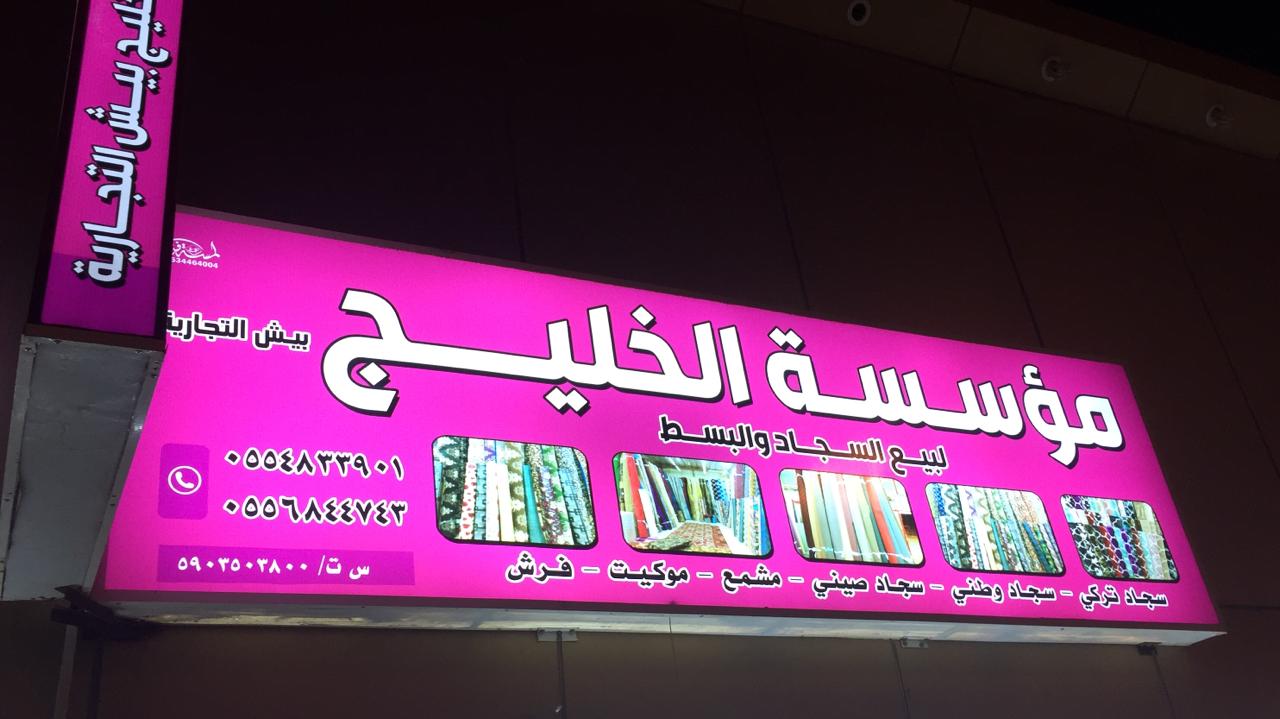 مؤسسة الخليج
بيش التجارية
لبيع السجاد والبسط
٠٥٥٤٨٣٣٩٠١
٠٥٥٦٨٤٤٧٤٣
س ت/ ٥٩٠٣٥٠٣٨٠٠
سجاد تركي - سجاد وطني - سجاد صيني - مشمع - موكيت - فرش
بيش التجارية